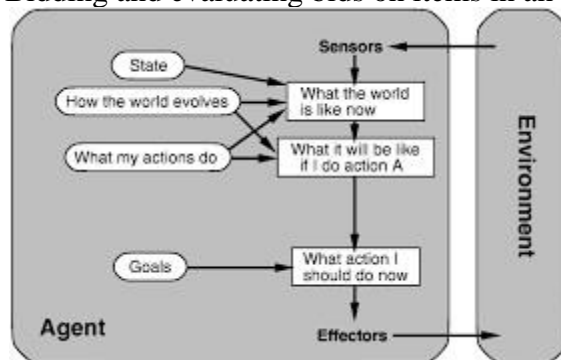 Bidding and evaluating bids on items in an
Sensors
State
What the world
is like now
How the world evolves
What my actions do
What it will be like
if I do action A
Environment
Goals
What action I
should do now
Agent
Effectors